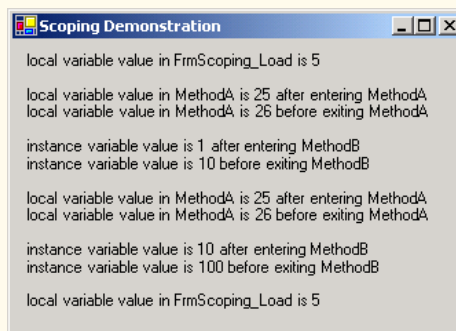 Scoping Demonstration
local variable value in FrmScoping_Load is 5
local variable value in MethodA is 25 after entering MethodA
local variable value in MethodA is 26 before exiting MethodA
instance variable value is 1 after entering MethodB
instance variable value is 10 before exiting MethodB
local variable value in MethodA is 25 after entering MethodA
local variable value in MethodA is 26 before exiting MethodA
instance variable value is 10 after entering MethodB
instance variable value is 100 before exiting MethodB
local variable value in FrmScoping_Load is 5